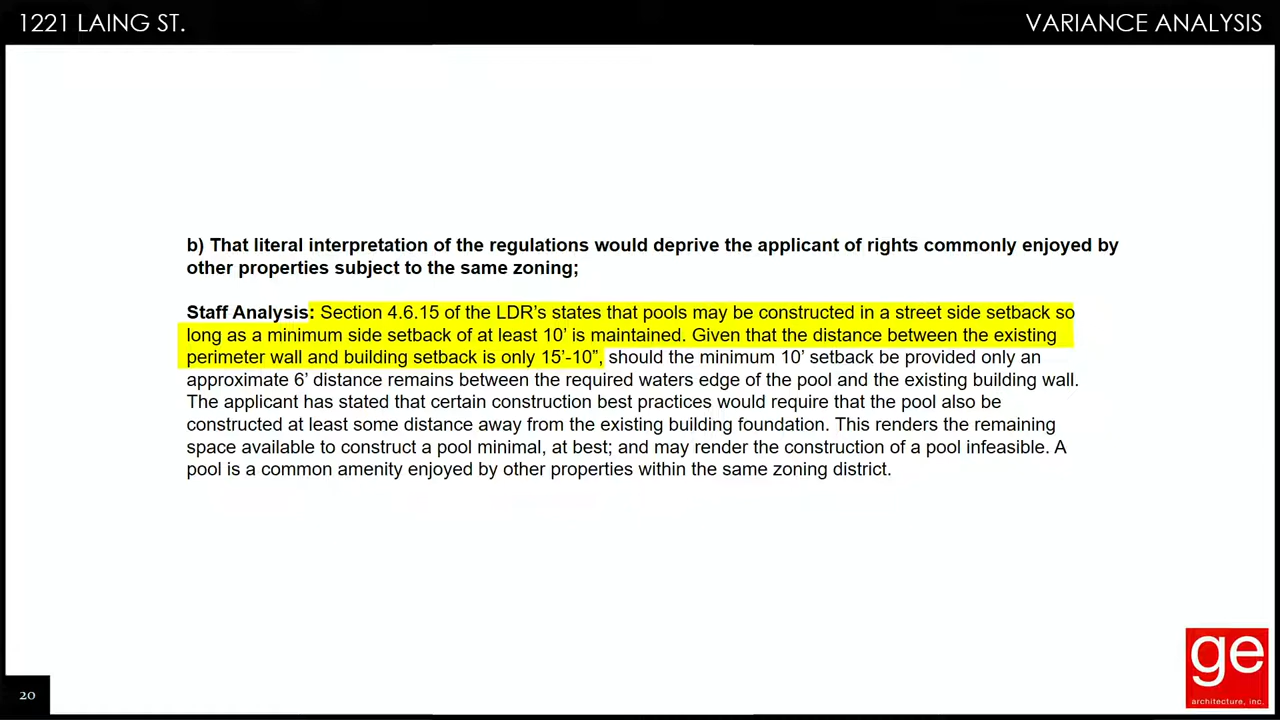 1221 LAING ST.
VARIANCE ANALYSIS
b) That literal interpretation of the regulations would deprive the applicant of rights commonly enjoyed by
other properties subject to the same zoning;
Staff Analysis: Section 4.6.15 of the LDR’s states that pools may be constructed in a street side setback so
long as a minimum side setback of at least 10’ is maintained. Given that the distance between the existing
perimeter wall and building setback is only 15’-10”, should the minimum 10’ setback be provided only an
approximate 6’ distance remains between the required waters edge of the pool and the existing building wall.
The applicant has stated that certain construction best practices would require that the pool also be
constructed at least some distance away from the existing building foundation. This renders the remaining
space available to construct a pool minimal, at best; and may render the construction of a pool infeasible. A
pool is a common amenity enjoyed by other properties within the same zoning district.
ge
architecture, inc.
20